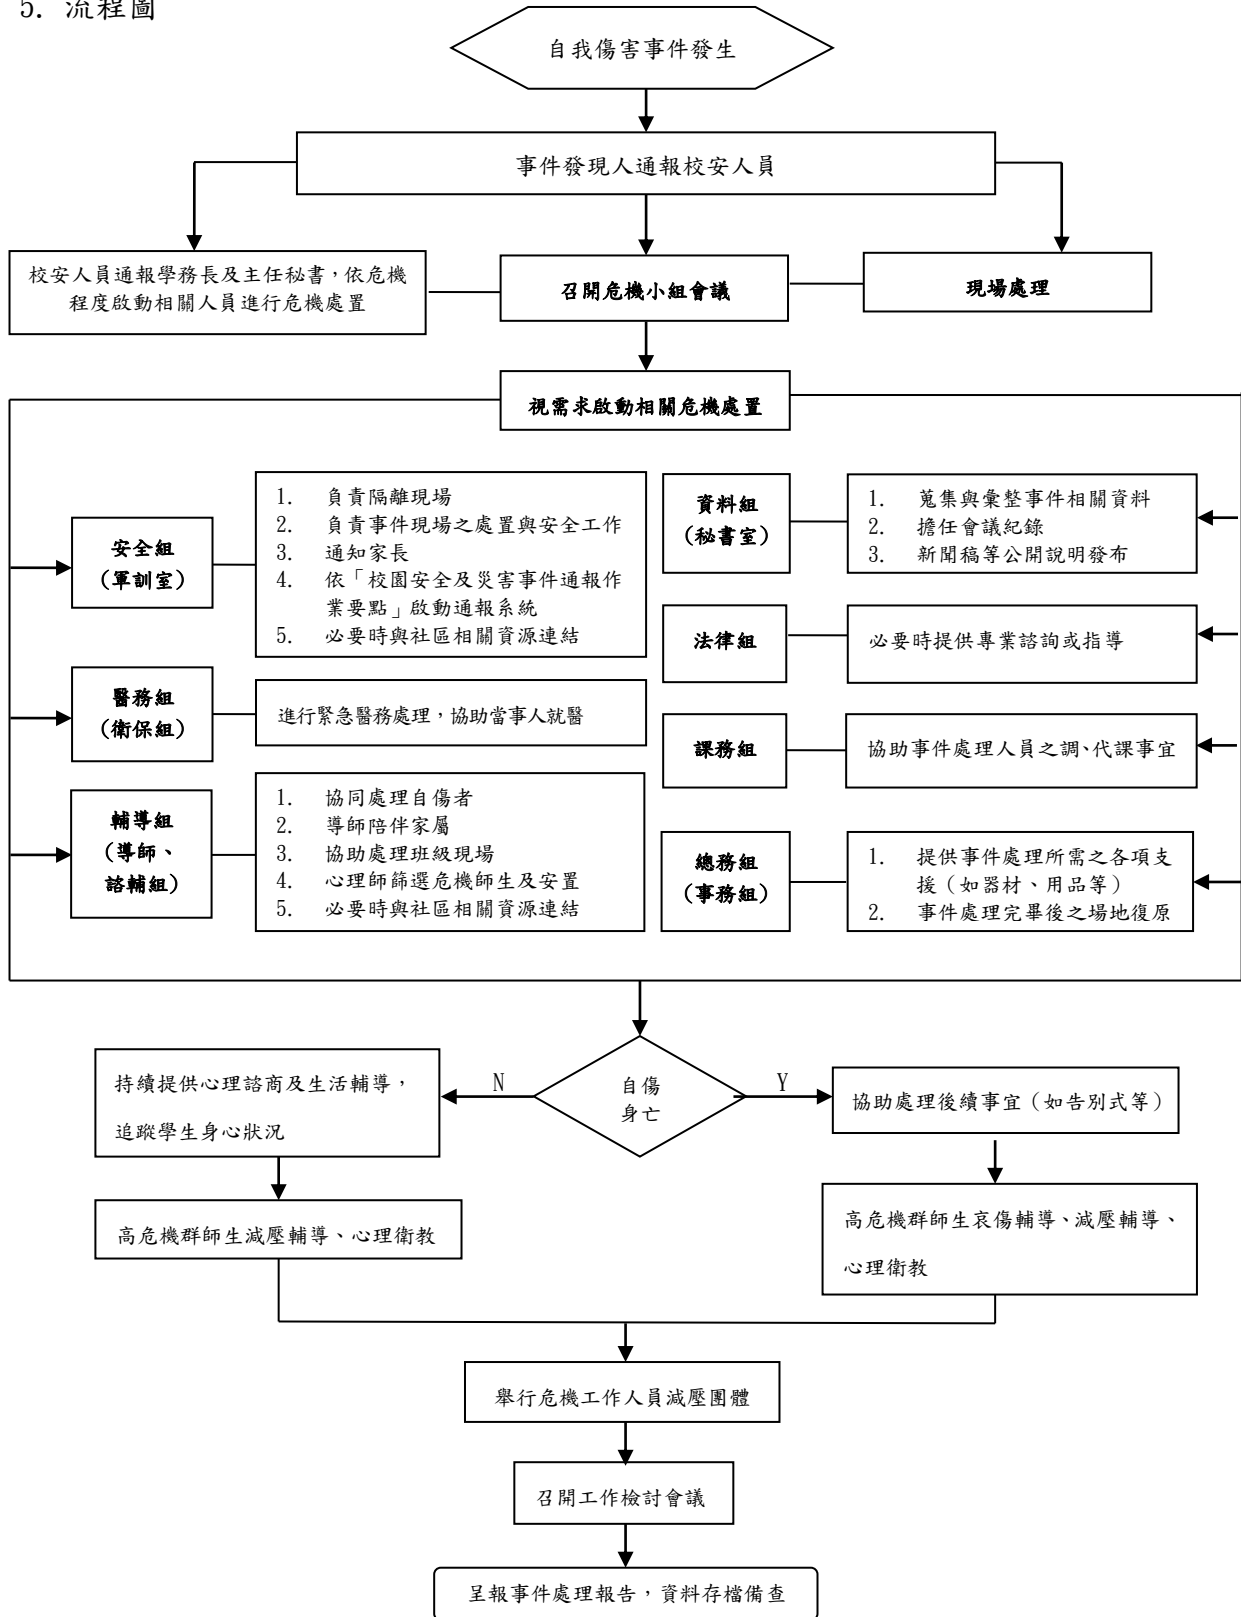 5. 流程圖
自我傷害事件發生
事件發現人通報校安人員
校安人員通報學務長及主任秘書，依危機
程度啟動相關人員進行危機處置
召開危機小組會議
現場處理
視需求啟動相關危機處置
安全組
(軍訓室)
1. 負責隔離現場
2. 負責事件現場之處置與安全工作
3. 通知家長
4. 依「校園安全及災害事件通報作
業要點」啟動通報系統
5. 必要時與社區相關資源連結
醫務組
(衛保組)
進行緊急醫務處理，協助當事人就醫
輔導組
(導師、
諮輔組)
1. 協同處理自傷者
2. 導師陪伴家屬
3. 協助處理班級現場
4. 心理師篩選危機師生及安置
5. 必要時與社區相關資源連結
資料組
(秘書室)
1. 蒐集與彙整事件相關資料
2. 擔任會議紀錄
3. 新聞稿等公開說明發布
法律組
必要時提供專業諮詢或指導
課務組
協助事件處理人員之調、代課事宜
總務組
(事務組)
1. 提供事件處理所需之各項支
援（如器材、用品等）
2. 事件處理完畢後之場地復原
自傷
身亡
N
Y
持續提供心理諮商及生活輔導，
追蹤學生身心狀況
高危機群師生減壓輔導、心理衛教
協助處理後續事宜（如告別式等）
高危機群師生哀傷輔導、減壓輔導、
心理衛教
舉行危機工作人員減壓團體
召開工作檢討會議
呈報事件處理報告，資料存檔備查